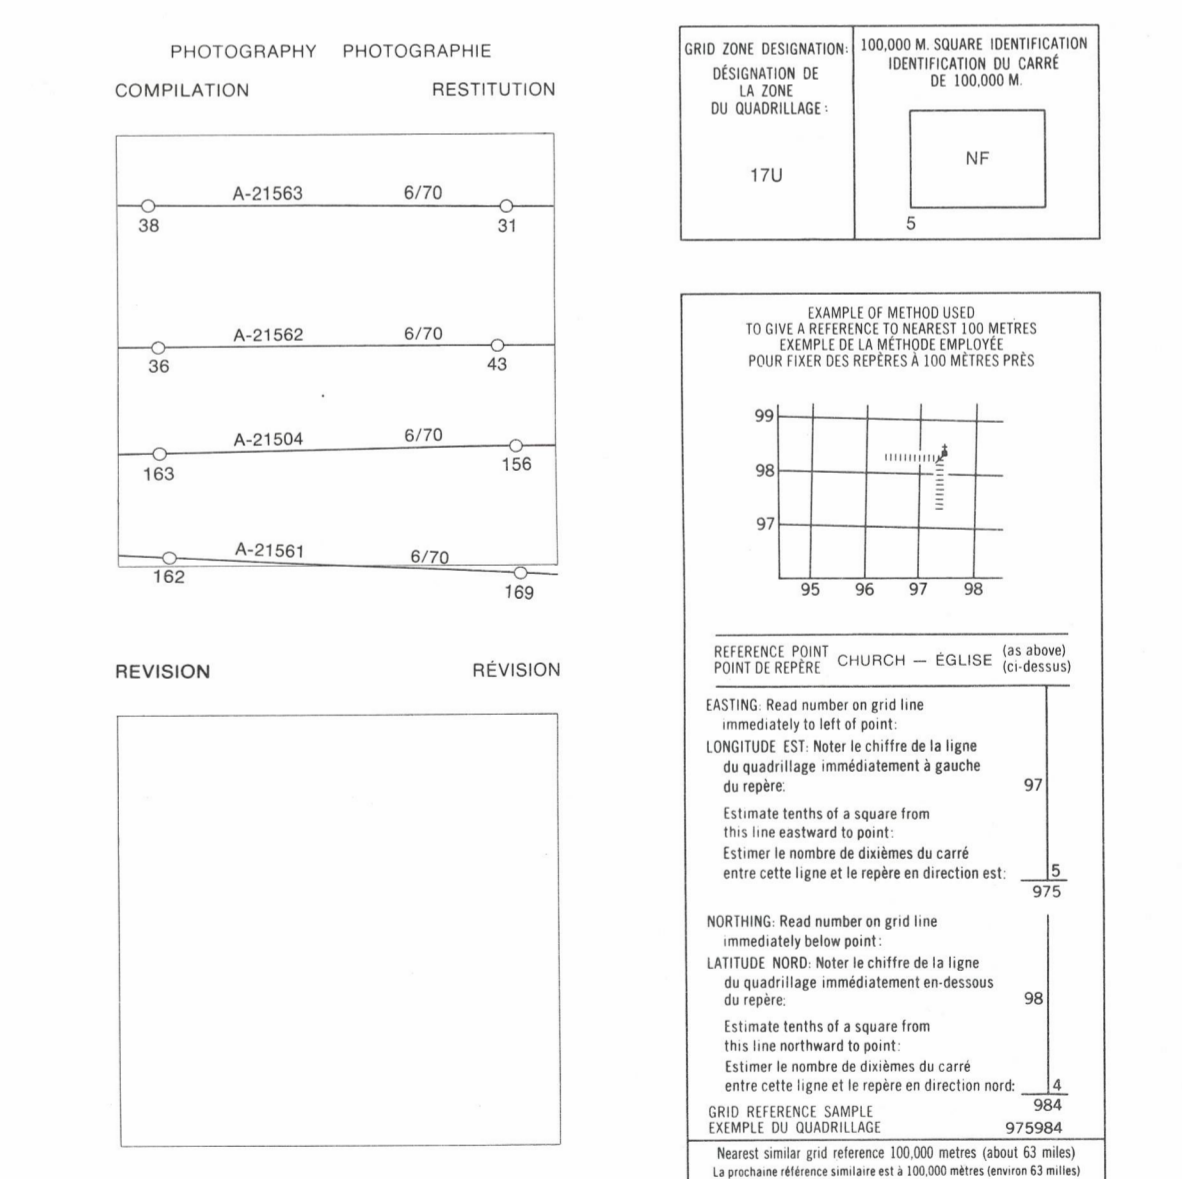 PHOTOGRAPHY PHOTOGRAPHIE
COMPILATION RESTITUTION
A-21563 6/70
38 31
A-21562 6/70
36 43
A-21504 6/70
163 156
A-21561 6/70
162 169
REVISION RÉVISION
GRID ZONE DESIGNATION:
DÉSIGNATION DE
LA ZONE
DU QUADRILLAGE:
17U
100,000 M. SQUARE IDENTIFICATION
IDENTIFICATION DU CARRÉ
DE 100,000 M.
NF
5
EXAMPLE OF METHOD USED
TO GIVE A REFERENCE TO NEAREST 100 METRES
EXEMPLE DE LA MÉTHODE EMPLOYÉE
POUR FIXER DES REPÈRES À 100 MÈTRES PRÈS
99
98
97
95 96 97 98
REFERENCE POINT
POINT DE REPÈRE
CHURCH — ÉGLISE
(as above)
(ci-dessus)
EASTING: Read number on grid line
immediately to left of point:
LONGITUDE EST: Noter le chiffre de la ligne
du quadrillage immédiatement à gauche
du repère: 97
Estimate tenths of a square from
this line eastward to point:
Estimer le nombre de dixièmes du carré
entre cette ligne et le repère en direction est: 5
975
NORTHING: Read number on grid line
immediately below point:
LATITUDE NORD: Noter le chiffre de la ligne
du quadrillage immédiatement en-dessous
du repère: 98
Estimate tenths of a square from
this line northward to point:
Estimer le nombre de dixièmes du carré
entre cette ligne et le repère en direction nord: 4
984
GRID REFERENCE SAMPLE
EXEMPLE DU QUADRILLAGE 975984
Nearest similar grid reference 100,000 metres (about 63 miles)
La prochaine référence similaire est à 100,000 mètres (environ 63 milles)